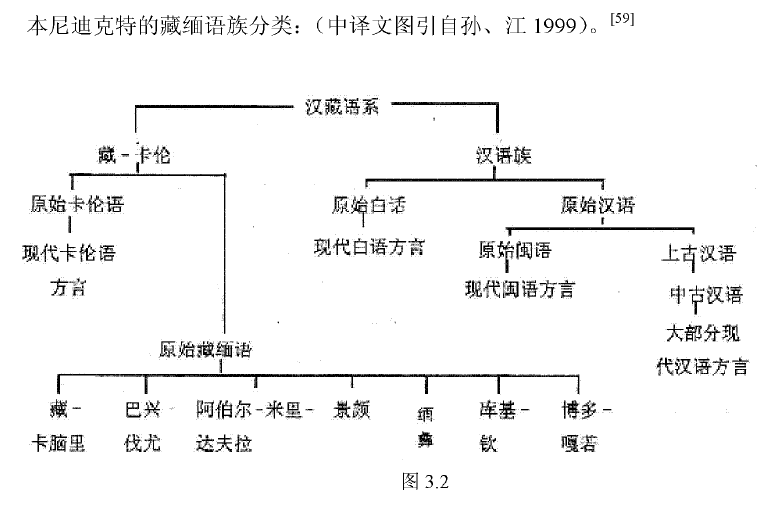 本尼迪克特的藏缅语族分类：（中译文图引自孙、江 1999）。[59]
汉藏语系
藏-卡伦 汉语族
原始卡伦语 原始白话 原始汉语
现代卡伦语 现代白语方言 原始闽语 上古汉语
方言 现代闽语方言 中古汉语
大部分现
原始藏缅语 代汉语方言
藏- 巴兴- 阿伯尔-米里- 景颇 缅 库基- 博多-
卡脑里 伐尤 达夫拉 彝 钦 嘎若
图 3.2